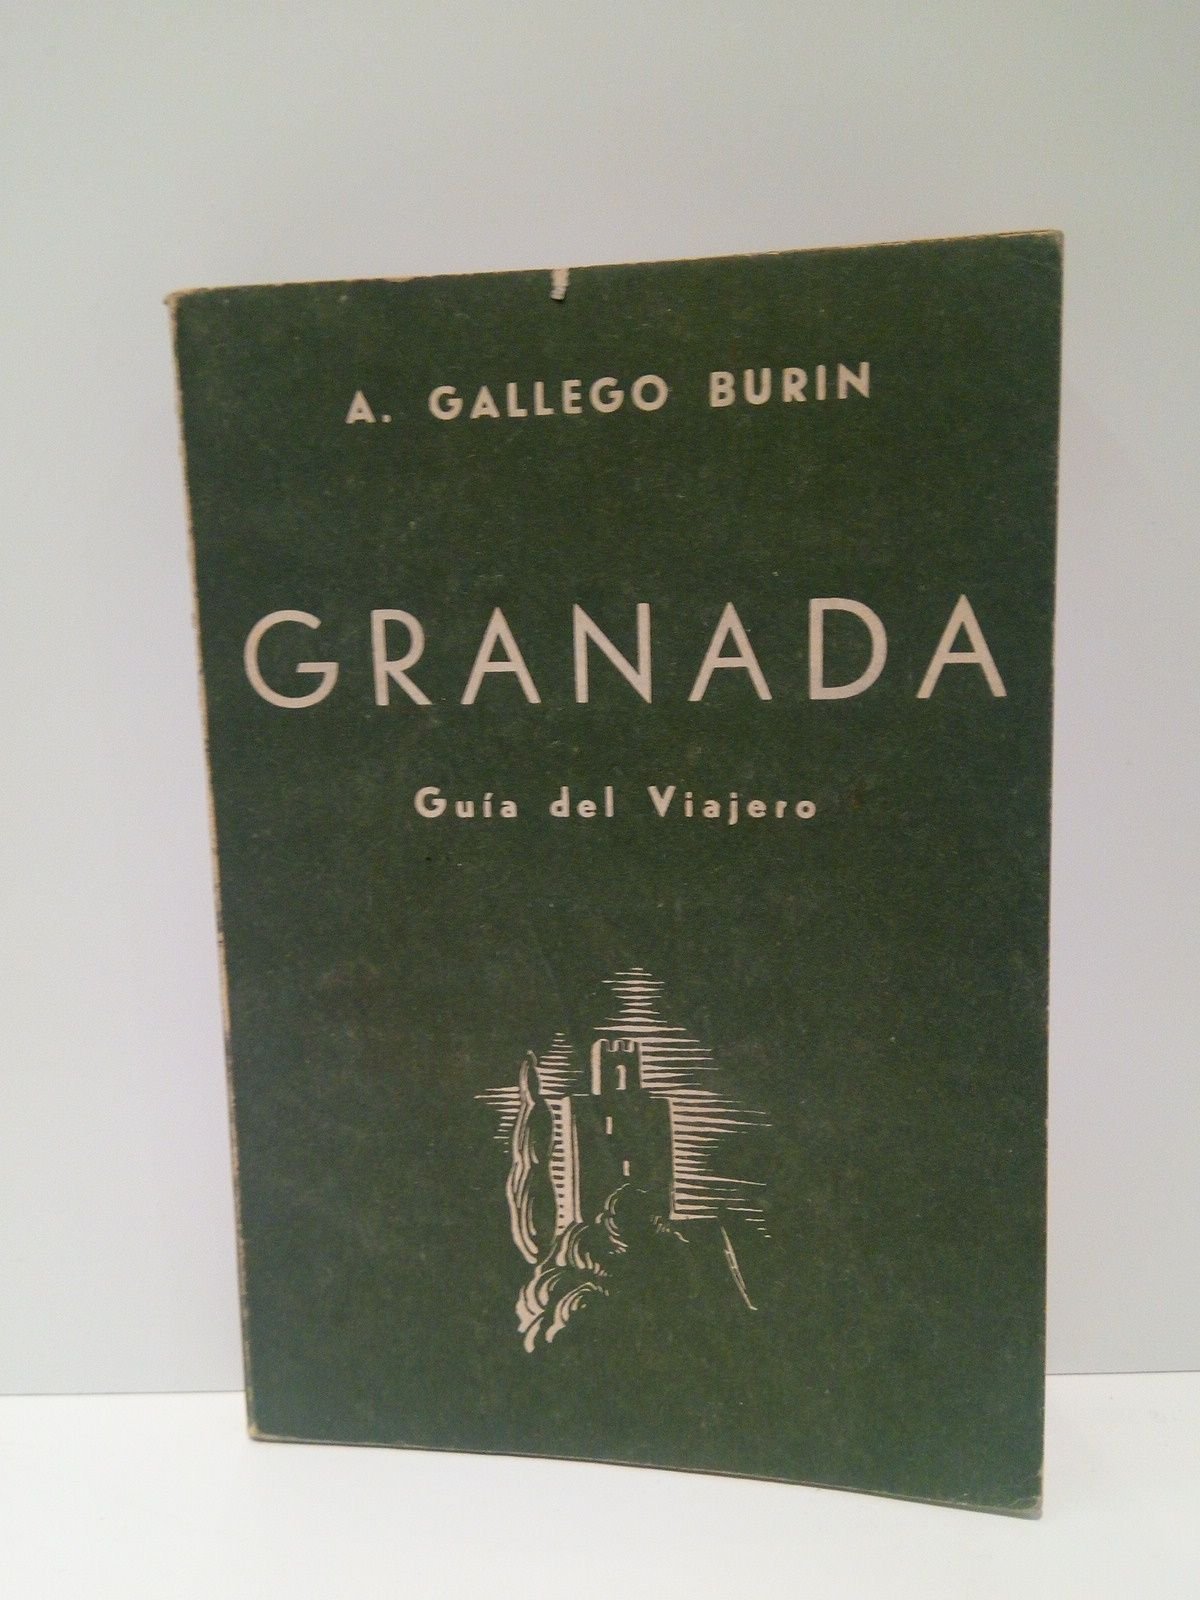 A. GALLEGO BURIN
GRANADA
Guía del Viajero